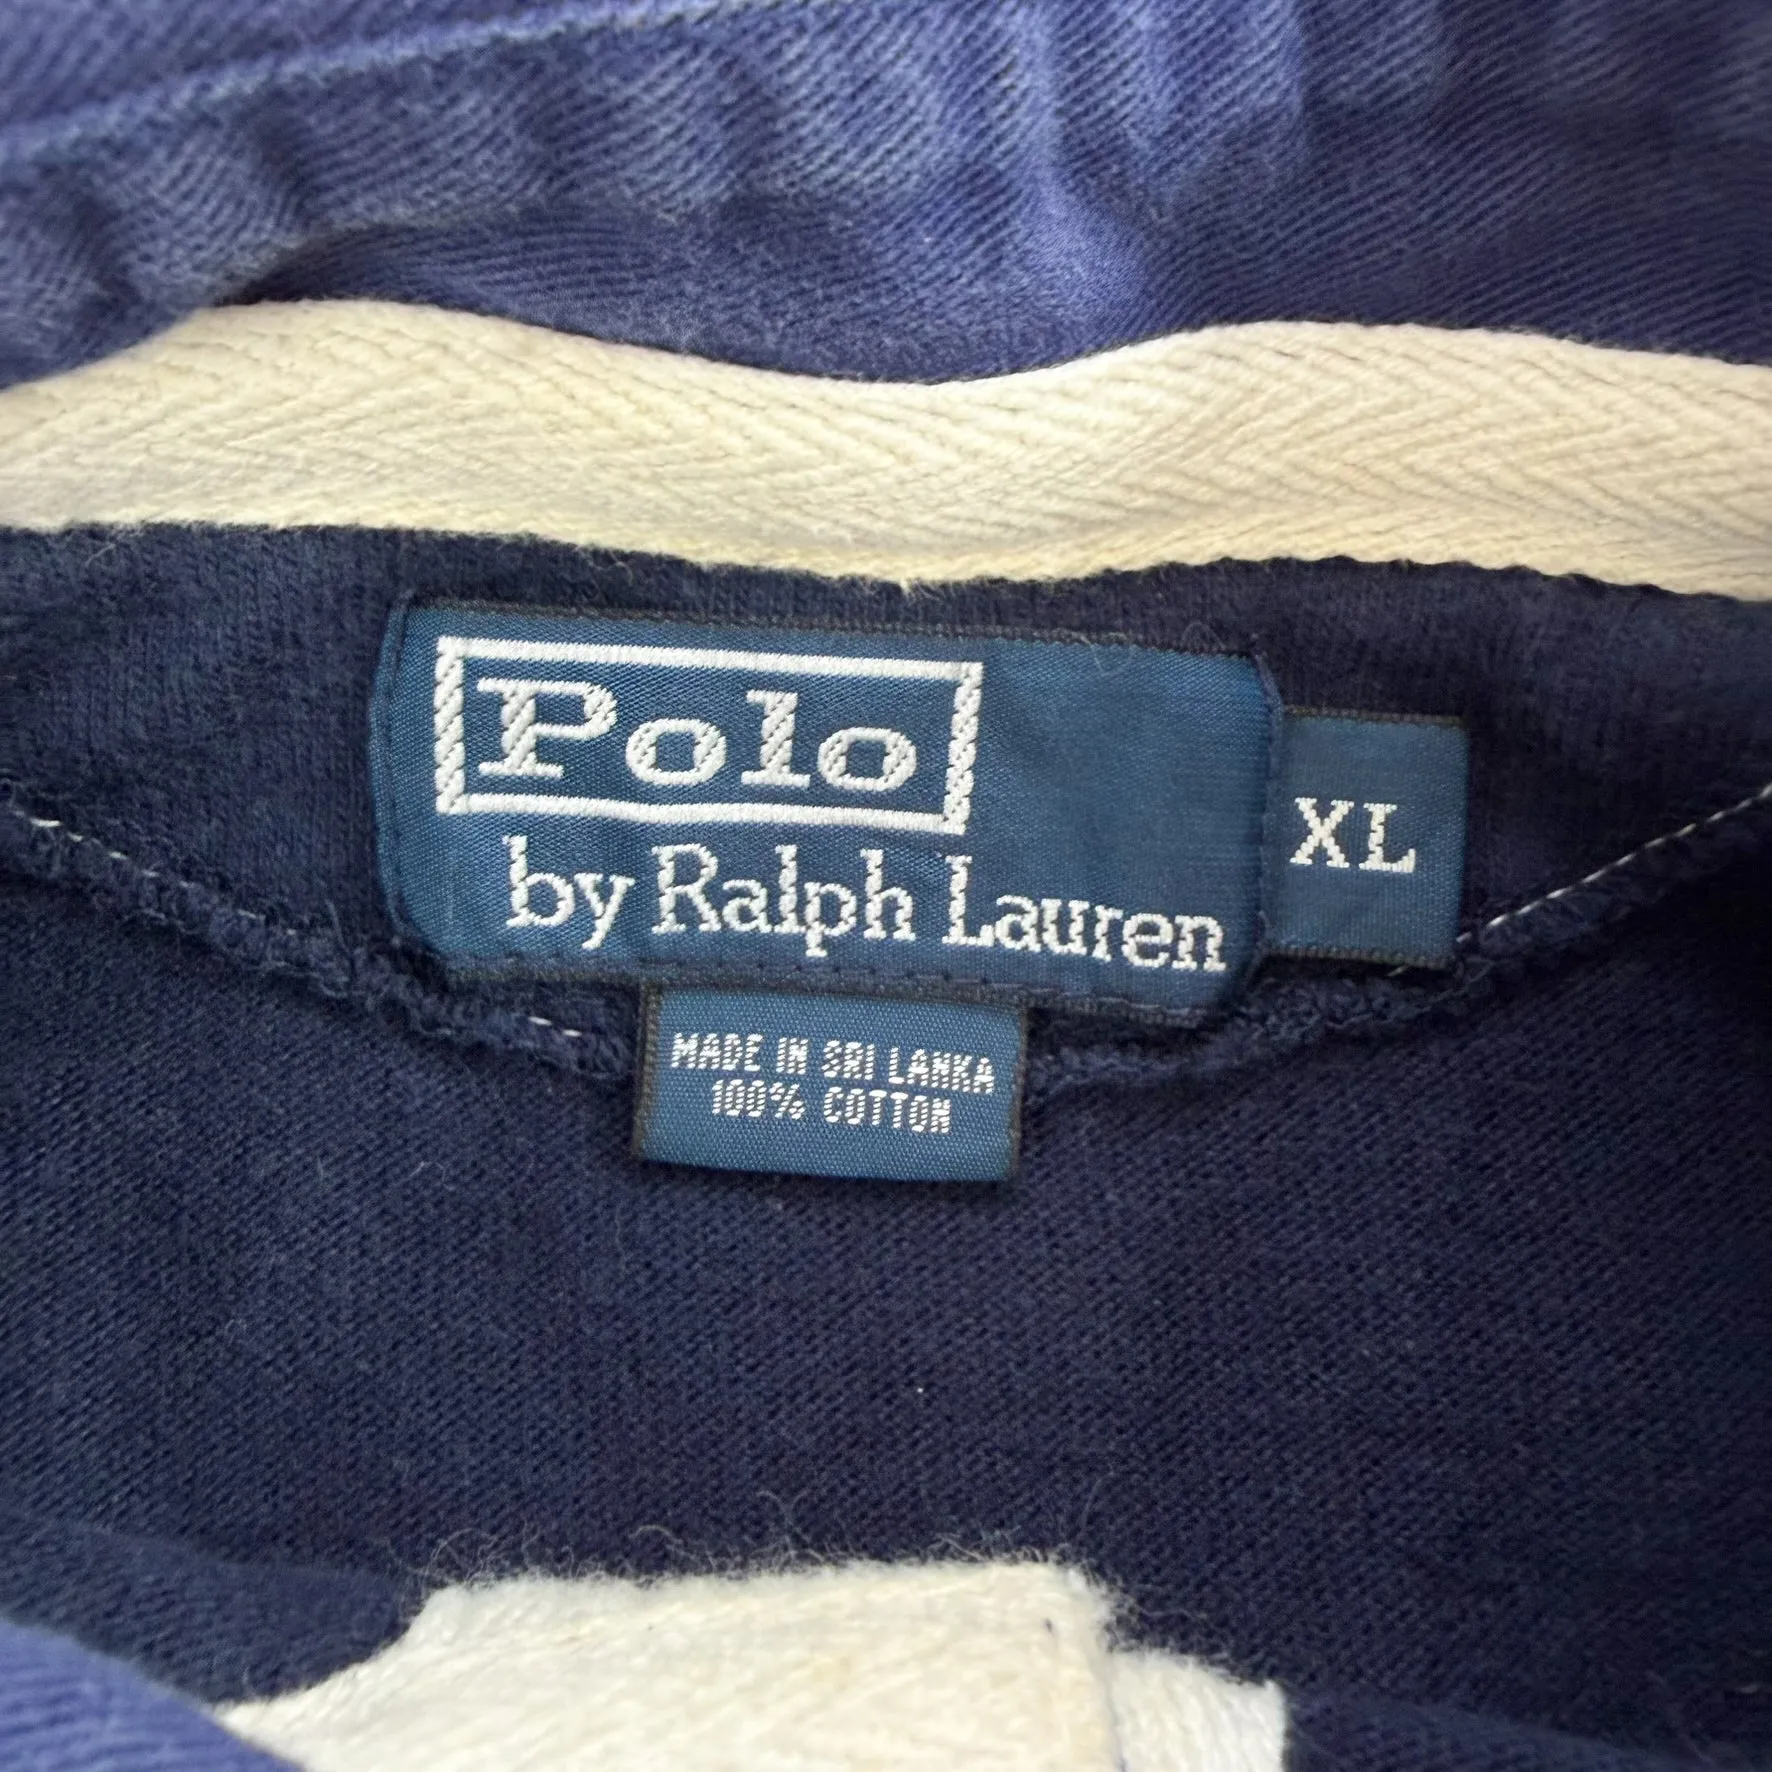 Polo
by Ralph Lauren
XL
MADE IN SRI LANKA
100% COTTON